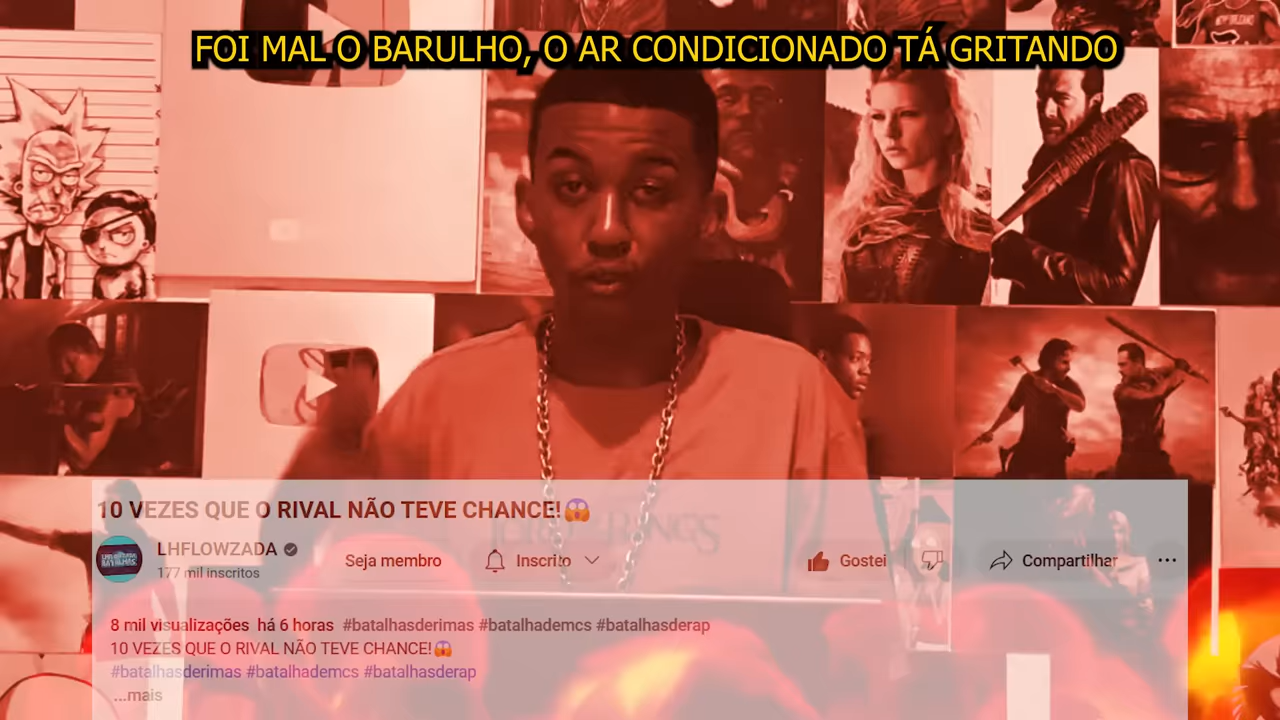 FOI MAL O BARULHO, O AR CONDICIONADO TÁ GRITANDO
10 VEZES QUE O RIVAL NÃO TEVE CHANCE!😱
LHFLOWZADA
177 mil inscritos
Seja membro
Inscrito
Gostei
Compartilhar
8 mil visualizações há 6 horas #batalhasderimas #batalhademcs #batalhasderap
10 VEZES QUE O RIVAL NÃO TEVE CHANCE!😱
#batalhasderimas #batalhademcs #batalhasderap
...mais